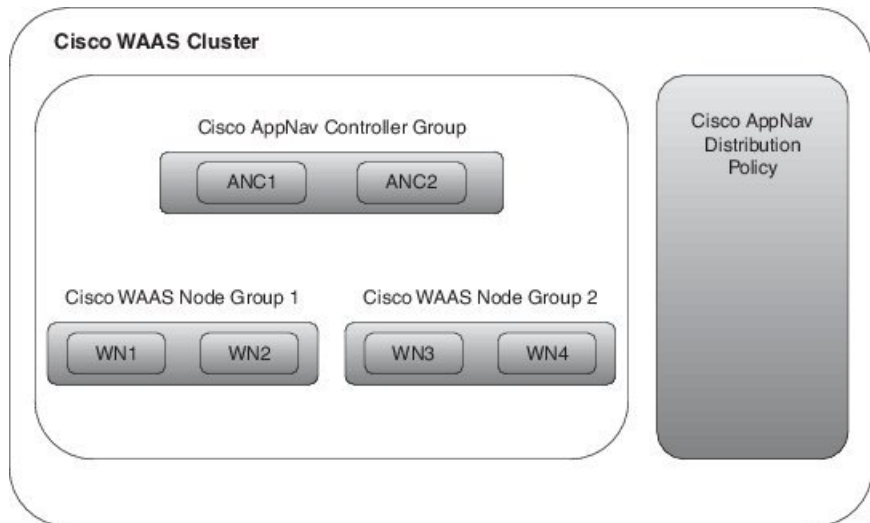 Cisco WAAS Cluster
Cisco AppNav Controller Group
ANC1
ANC2
Cisco WAAS Node Group 1
WN1
WN2
Cisco WAAS Node Group 2
WN3
WN4
Cisco AppNav
Distribution
Policy